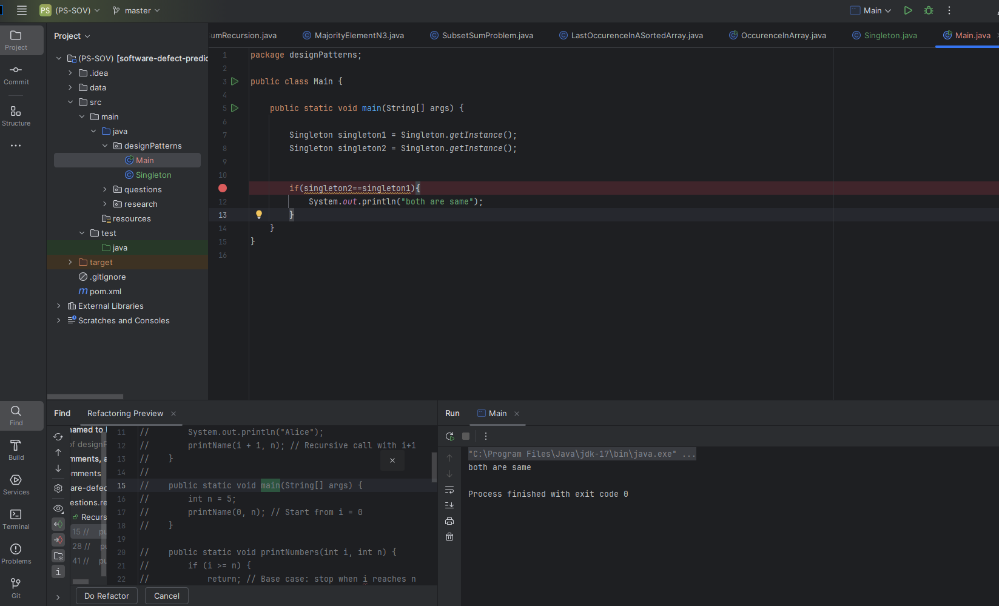 PS (PS-SOV) master Main
Project
Commit
Structure
Project
(PS-SOV) [software-defect-predic
.idea
data
src
main
java
designPatterns
Main
Singleton
questions
research
resources
test
java
target
.gitignore
m pom.xml
External Libraries
Scratches and Consoles
umRecursion.java MajorityElementN3.java SubsetSumProblem.java LastOccurenceInASortedArray.java OccurenceInArray.java Singleton.java Main.java
1 package designPatterns;
2
3 public class Main {
4
5 public static void main(String[] args) {
6
7 Singleton singleton1 = Singleton.getInstance();
8 Singleton singleton2 = Singleton.getInstance();
9
10
if(singleton2==singleton1){
12 System.out.println("both are same");
13 }
14 }
15 }
16
Find
Build
Services
Terminal
Problems
Git
Find Refactoring Preview
named to
of designP
mments, a
mments
are-defec
estions.re
Recurs
15 // pu
28 // pu
41 // pu
11 // System.out.println("Alice");
12 // printName(i + 1, n); // Recursive call with i+1
13 // }
14 //
15 // public static void main(String[] args) {
16 // int n = 5;
17 // printName(0, n); // Start from i = 0
18 // }
19
20 // public static void printNumbers(int i, int n) {
21 // if (i >= n) {
22 // return; // Base case: stop when i reaches n
Do Refactor Cancel
Run Main
"C:\Program Files\Java\jdk-17\bin\java.exe" ...
both are same
Process finished with exit code 0